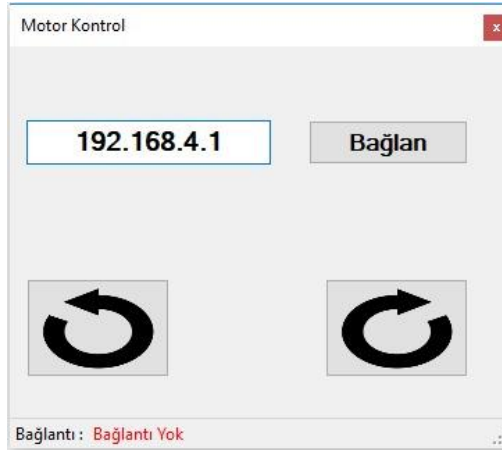 Motor Kontrol
x
192.168.4.1
Bağlan
Bağlantı : Bağlantı Yok